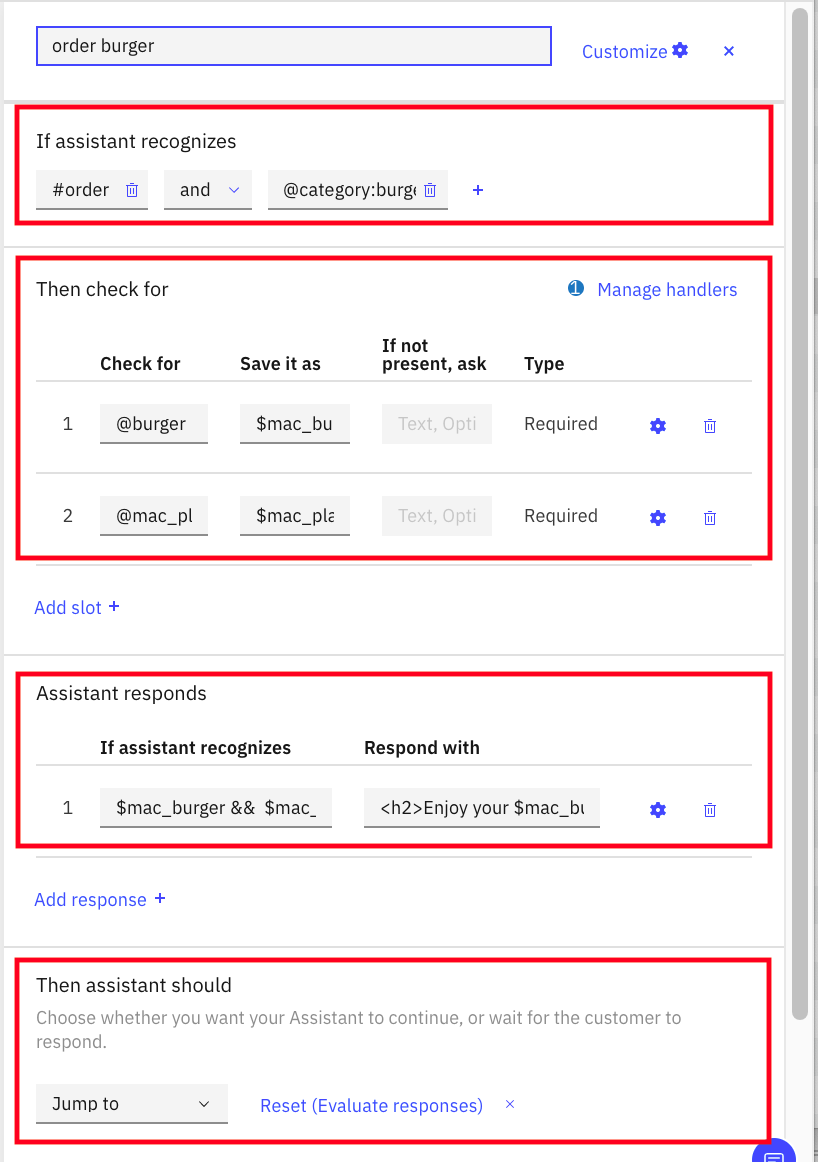 order burger
Customize
If assistant recognizes
#order and @category:burge
Then check for
1 Manage handlers
Check for Save it as If not present, ask Type
1 @burger $mac_bu Text, Opti Required
2 @mac_pl $mac_pla Text, Opti Required
Add slot +
Assistant responds
If assistant recognizes Respond with
1 $mac_burger && $mac_ <h2>Enjoy your $mac_bu
Add response +
Then assistant should
Choose whether you want your Assistant to continue, or wait for the customer to
respond.
Jump to Reset (Evaluate responses) ×